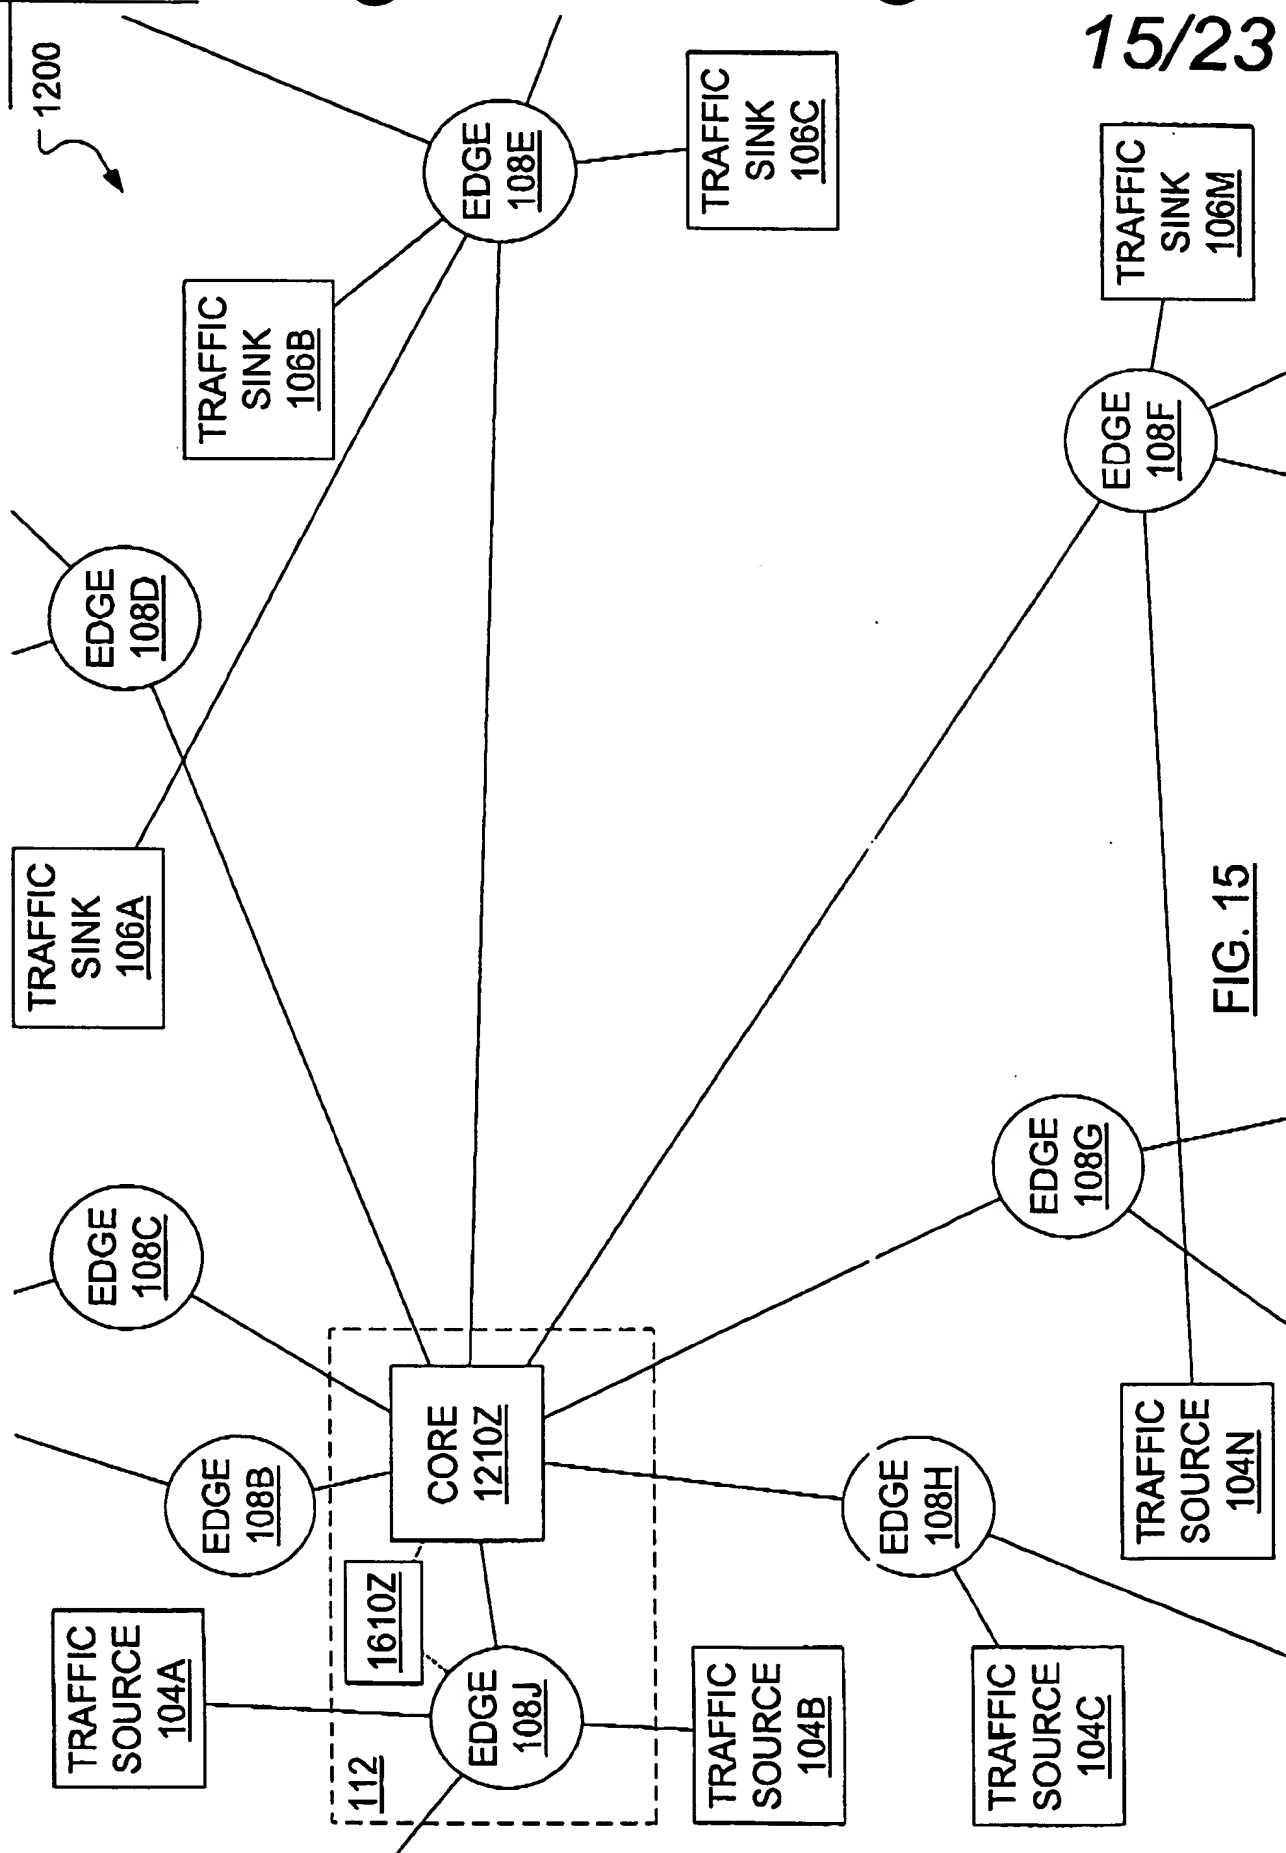 15/23
1200
TRAFFIC
SOURCE
104A
EDGE
108B
EDGE
108C
TRAFFIC
SINK
106A
EDGE
108D
TRAFFIC
SINK
106B
EDGE
108E
TRAFFIC
SINK
106C
112
1610Z
CORE
1210Z
EDGE
108J
TRAFFIC
SOURCE
104B
EDGE
108H
TRAFFIC
SOURCE
104C
EDGE
108G
TRAFFIC
SOURCE
104N
EDGE
108F
TRAFFIC
SINK
106M
FIG. 15